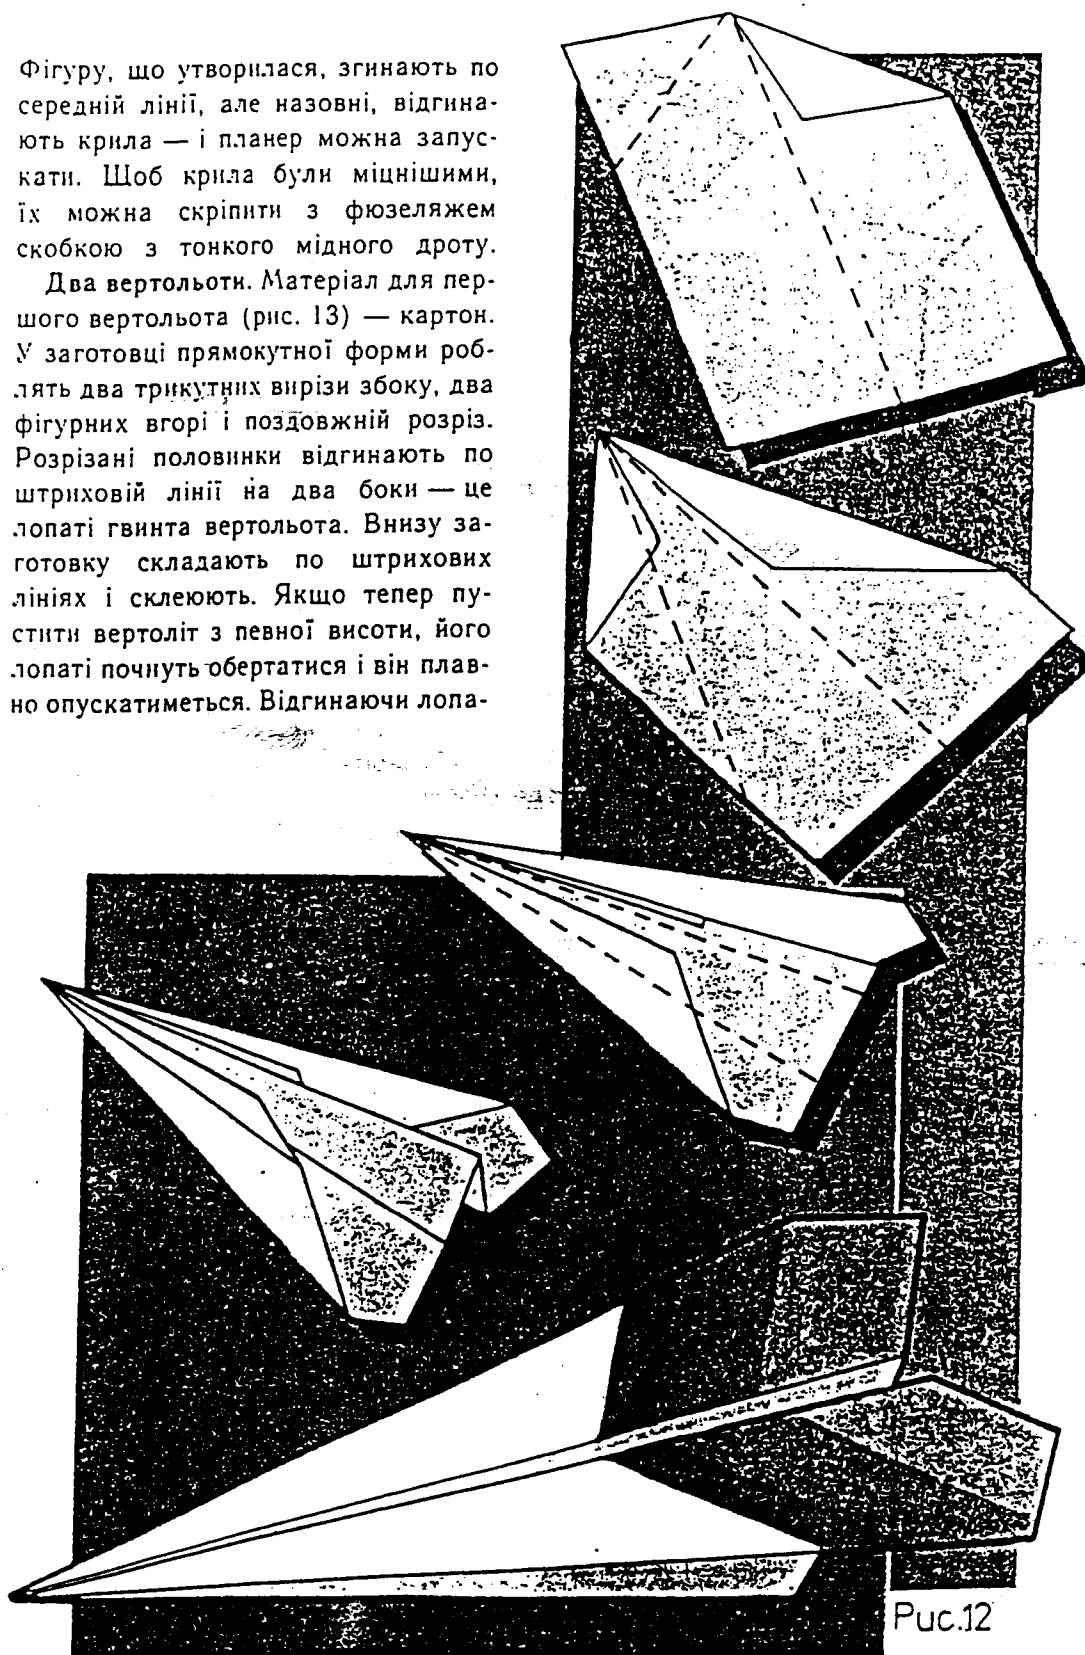 Фігуру, що утворилася, згинають по
середній лінії, але назовні, відгина-
ють крила — і планер можна запус-
кати. Щоб крила були міцнішими,
їх можна скріпити з фюзеляжем
скобкою з тонкого мідного дроту.
Два вертольоти. Матеріал для пер-
шого вертольота (рис. 13) — картон.
У заготовці прямокутної форми роб-
лять два трикутних вирізи збоку, два
фігурних вгорі і поздовжній розріз.
Розрізані половинки відгинають по
штриховій лінії на два боки — це
лопаті гвинта вертольота. Внизу за-
готовку складають по штрихових
лініях і склеюють. Якщо тепер пу-
стити вертоліт з певної висоти, його
лопаті почнуть обертатися і він плав-
но опускатиметься. Відгинаючи лопа-
Рис.12